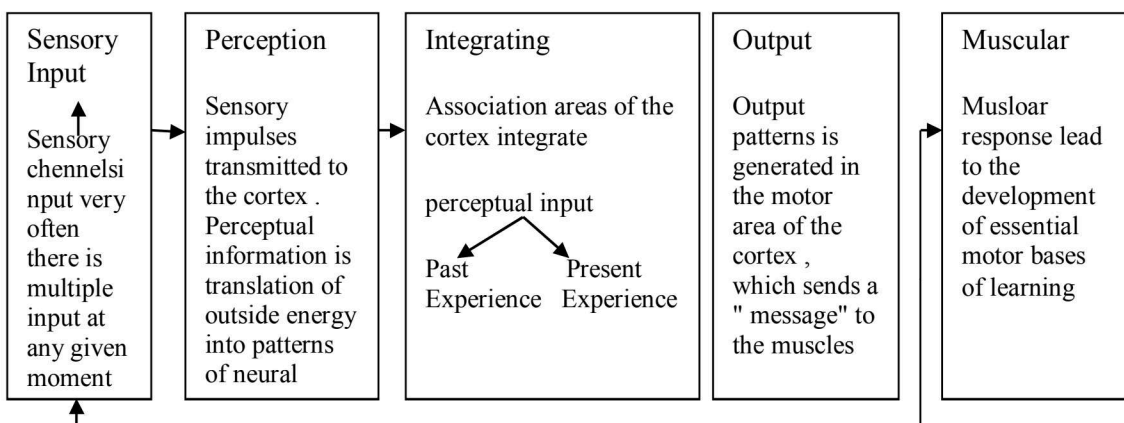 Sensory
Input
Sensory
chennelsi
nput very
often
there is
multiple
input at
any given
moment
Perception
Sensory
impulses
transmitted to
the cortex .
Perceptual
information is
translation of
outside energy
into patterns
of neural
Integrating
Association areas of the
cortex integrate
perceptual input
Past
Experience
Present
Experience
Output
Output
patterns is
generated in
the motor
area of the
cortex ,
which sends a
" message" to
the muscles
Muscular
Musloar
response lead
to the
development
of essential
motor bases
of learning